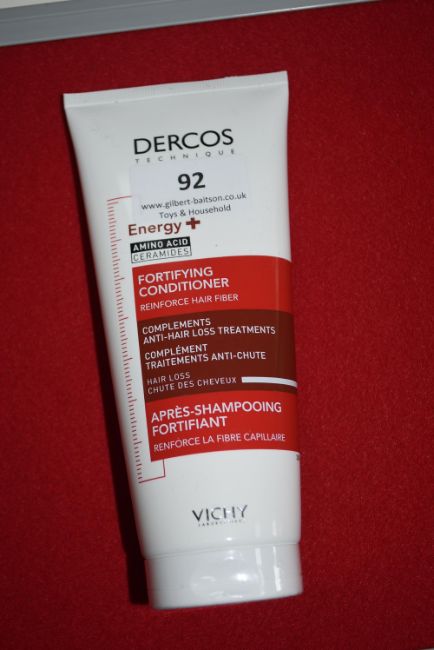 DERCOS
TECHNIQUE
92
www.gilbert-baitson.co.uk
Toys & Household
Energy+
AMINO ACID
CERAMIDES
FORTIFYING
CONDITIONER
REINFORCE HAIR FIBER
COMPLEMENTS
ANTI-HAIR LOSS TREATMENTS
COMPLÉMENT
TRAITEMENTS ANTI-CHUTE
HAIR LOSS
CHUTE DES CHEVEUX
APRÈS-SHAMPOOING
FORTIFIANT
RENFORCE LA FIBRE CAPILLAIRE
VICHY
LABORATOIRES